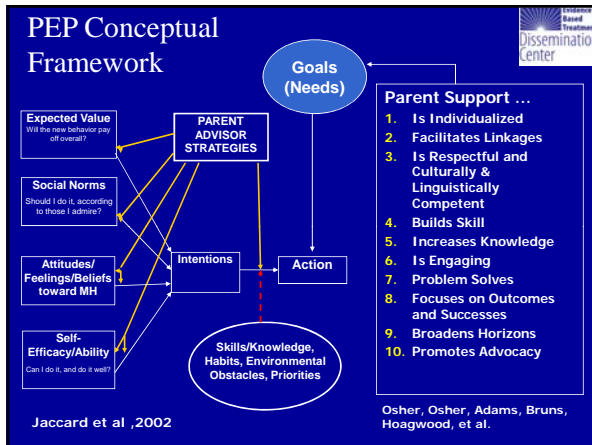 PEP Conceptual
Framework
Evidence
Based
Treatment
Dissemination
Center
Goals
(Needs)
Expected Value
Will the new behavior pay
off overall?
Social Norms
Should I do it, according
to those I admire?
Attitudes/
Feelings/Beliefs
toward MH
Self-
Efficacy/Ability
Can I do it, and do it well?
PARENT
ADVISOR
STRATEGIES
Intentions
Action
Skills/Knowledge,
Habits, Environmental
Obstacles, Priorities
Parent Support ...
1. Is Individualized
2. Facilitates Linkages
3. Is Respectful and
Culturally &
Linguistically
Competent
4. Builds Skill
5. Increases Knowledge
6. Is Engaging
7. Problem Solves
8. Focuses on Outcomes
and Successes
9. Broadens Horizons
10. Promotes Advocacy
Jaccard et al ,2002
Osher, Osher, Adams, Bruns,
Hoagwood, et al.